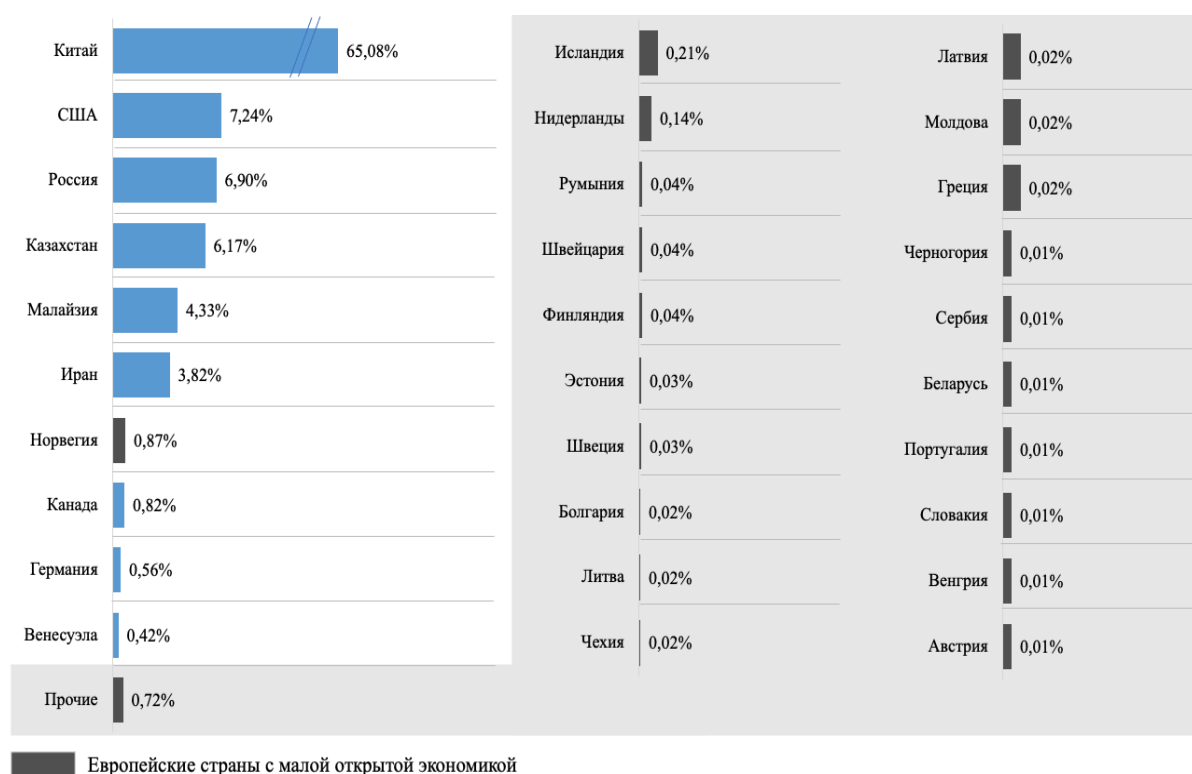 Китай 65,08%
США 7,24%
Россия 6,90%
Казахстан 6,17%
Малайзия 4,33%
Иран 3,82%
Норвегия 0,87%
Канада 0,82%
Германия 0,56%
Венесуэла 0,42%
Прочие 0,72%
Исландия 0,21%
Нидерланды 0,14%
Румыния 0,04%
Швейцария 0,04%
Финляндия 0,04%
Эстония 0,03%
Швеция 0,03%
Болгария 0,02%
Литва 0,02%
Чехия 0,02%
Латвия 0,02%
Молдова 0,02%
Греция 0,02%
Черногория 0,01%
Сербия 0,01%
Беларусь 0,01%
Португалия 0,01%
Словакия 0,01%
Венгрия 0,01%
Австрия 0,01%
Европейские страны с малой открытой экономикой